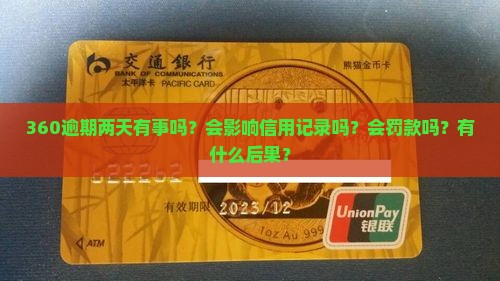 交通銀行
BANK OF COMMUNICATIONS
太平洋卡 PACIFIC CARD
熊猫金币卡
360逾期两天有事吗？会影响信用记录吗？会罚款吗？有
什么后果？
622262
有效期限 2023/12
1oz Au .999
ATM
UnionPay
银联